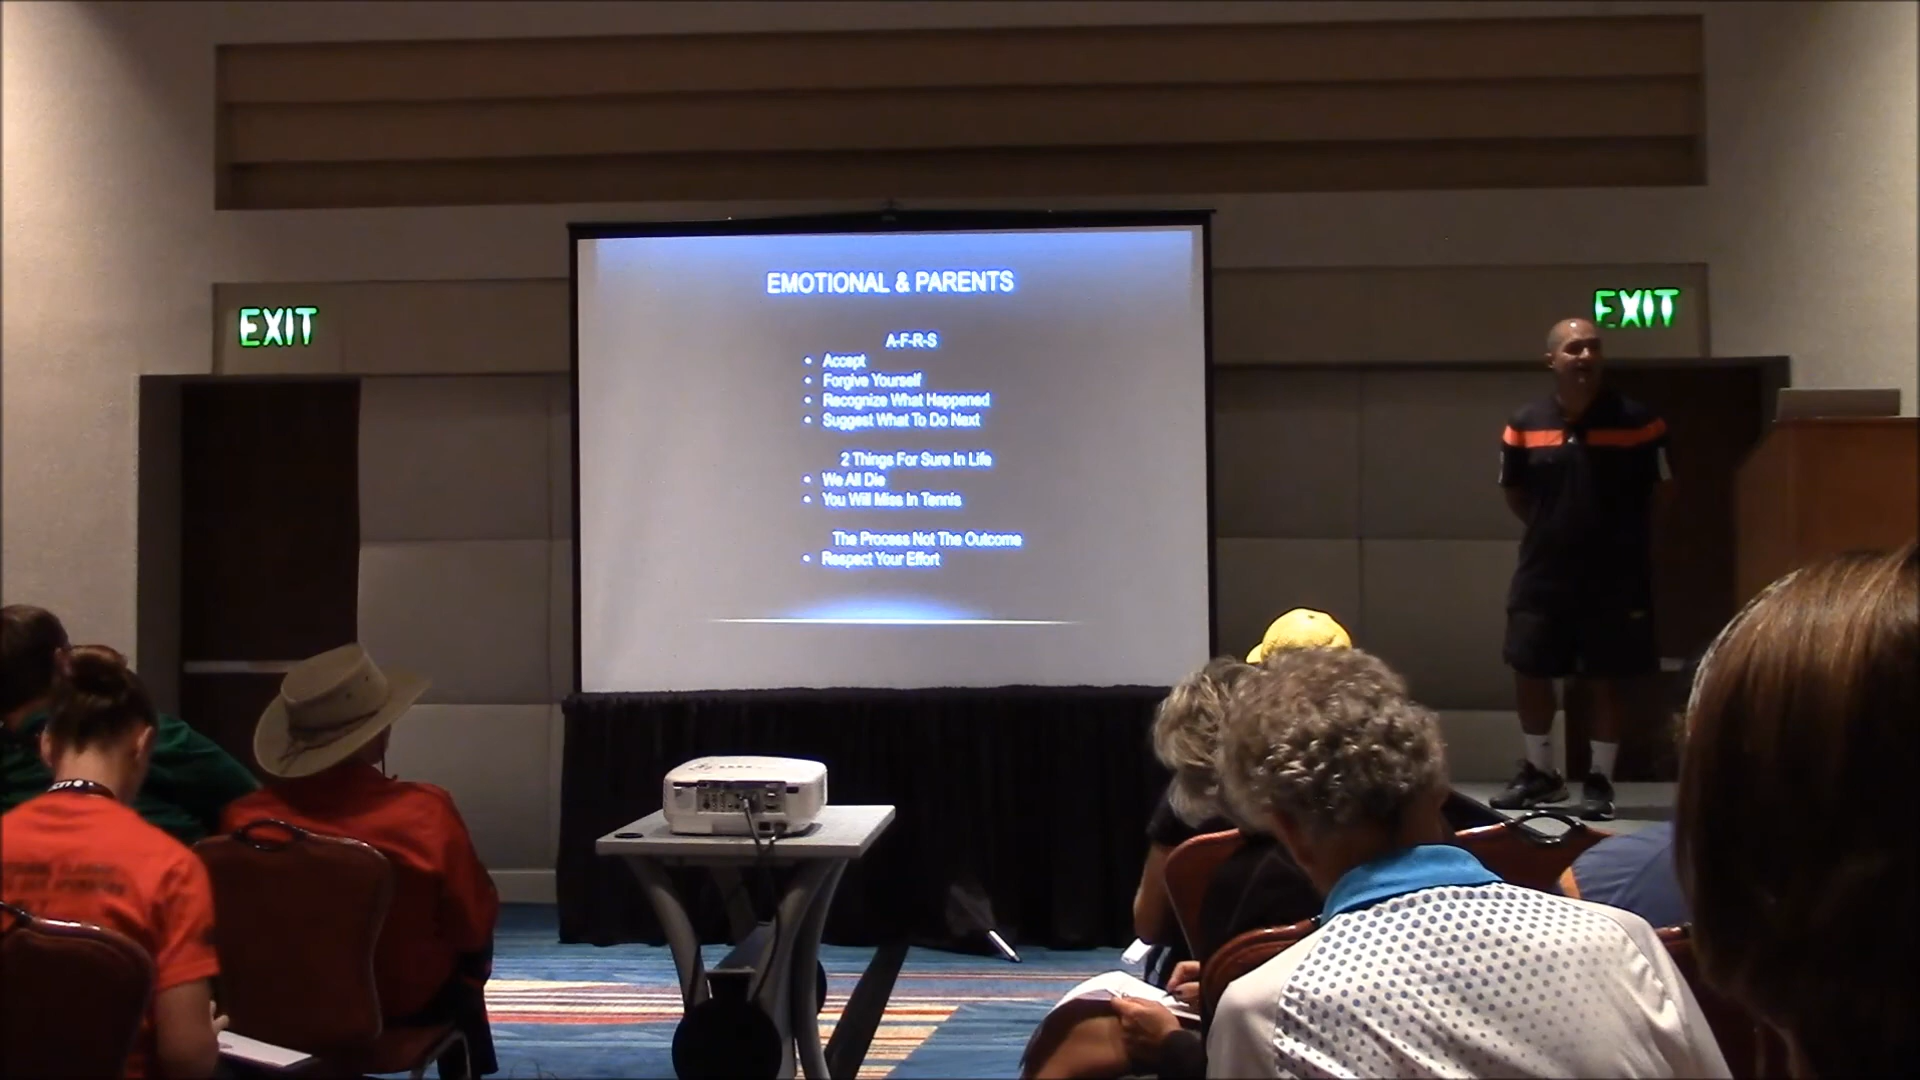 EMOTIONAL & PARENTS
A-F-R-S
• Accept
• Forgive Yourself
• Recognize What Happened
• Suggest What To Do Next
2 Things For Sure In Life
• We All Die
• You Will Miss In Tennis
The Process Not The Outcome
• Respect Your Effort
EXIT
EXIT